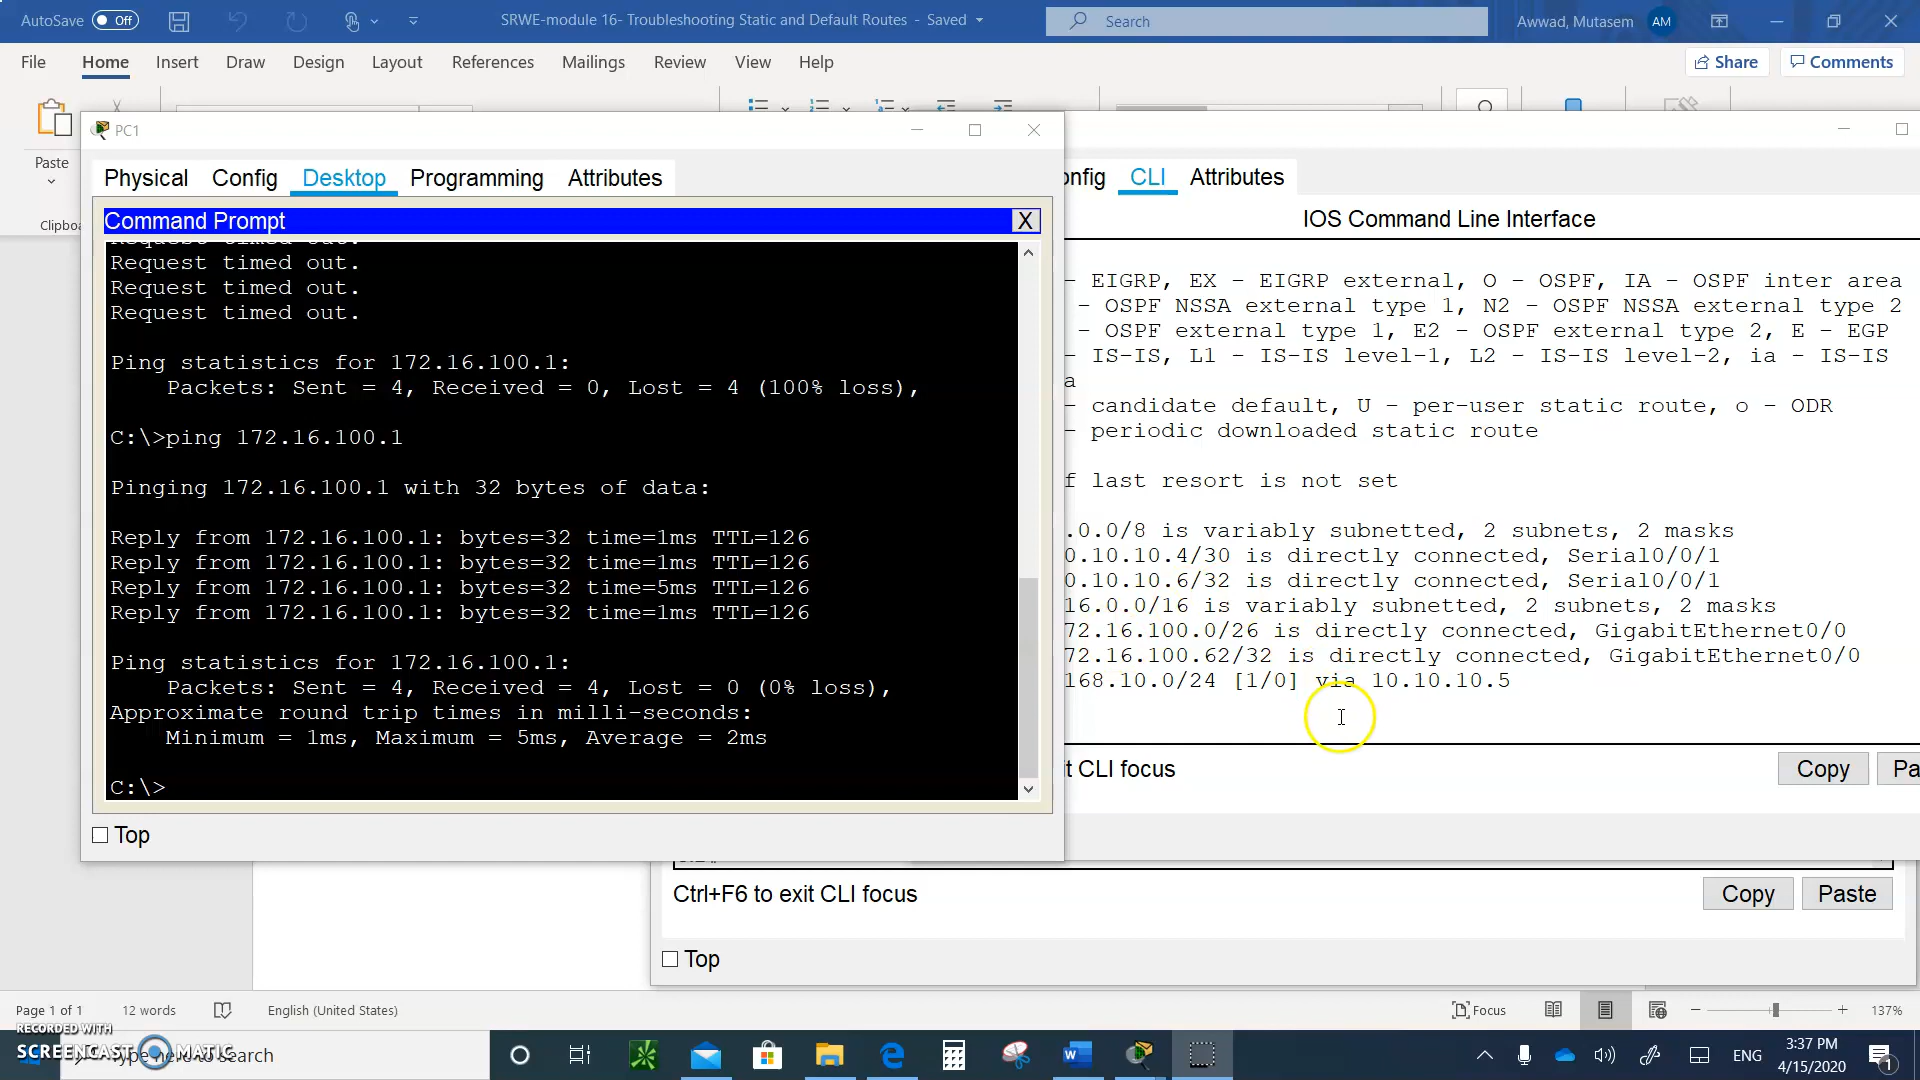 AutoSave Off
SRWE-module 16- Troubleshooting Static and Default Routes - Saved
Search
Awwad, Mutasem AM
File Home Insert Draw Design Layout References Mailings Review View Help
Share Comments
Paste
PC1
Physical Config Desktop Programming Attributes
Command Prompt X
Request timed out.
Request timed out.
Request timed out.
Request timed out.
Ping statistics for 172.16.100.1:
Packets: Sent = 4, Received = 0, Lost = 4 (100% loss),
C:\>ping 172.16.100.1
Pinging 172.16.100.1 with 32 bytes of data:
Reply from 172.16.100.1: bytes=32 time=1ms TTL=126
Reply from 172.16.100.1: bytes=32 time=1ms TTL=126
Reply from 172.16.100.1: bytes=32 time=5ms TTL=126
Reply from 172.16.100.1: bytes=32 time=1ms TTL=126
Ping statistics for 172.16.100.1:
Packets: Sent = 4, Received = 4, Lost = 0 (0% loss),
Approximate round trip times in milli-seconds:
Minimum = 1ms, Maximum = 5ms, Average = 2ms
C:\>
Top
Clipboa
onfig CLI Attributes
IOS Command Line Interface
- EIGRP, EX - EIGRP external, O - OSPF, IA - OSPF inter area
- OSPF NSSA external type 1, N2 - OSPF NSSA external type 2
- OSPF external type 1, E2 - OSPF external type 2, E - EGP
- IS-IS, L1 - IS-IS level-1, L2 - IS-IS level-2, ia - IS-IS
a
- candidate default, U - per-user static route, o - ODR
- periodic downloaded static route
f last resort is not set
.0.0/8 is variably subnetted, 2 subnets, 2 masks
0.10.10.4/30 is directly connected, Serial0/0/1
0.10.10.6/32 is directly connected, Serial0/0/1
16.0.0/16 is variably subnetted, 2 subnets, 2 masks
72.16.100.0/26 is directly connected, GigabitEthernet0/0
72.16.100.62/32 is directly connected, GigabitEthernet0/0
168.10.0/24 [1/0] via 10.10.10.5
it CLI focus
Copy Pa
Ctrl+F6 to exit CLI focus
Copy Paste
Top
Page 1 of 1 12 words English (United States)
Focus 137%
RECORDED WITH
SCREENCAST MATIC
Type here to search
ENG
3:37 PM
4/15/2020
1